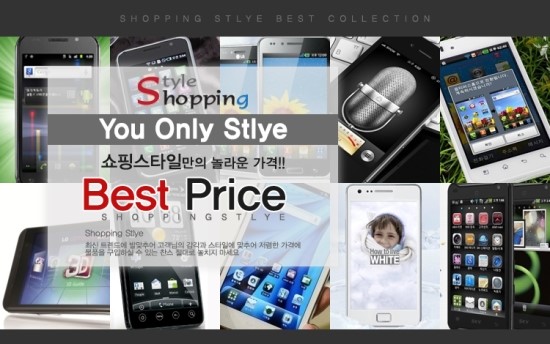 SHOPPING STLYE BEST COLLECTION
Style
Shopping
You Only Stlye
쇼핑스타일만의 놀라운 가격!!
Best Price
SHOPPINGSTLYE
Shopping Stlye
최신 트렌드에 발맞추어 고객님의 감각과 스타일에 맞추어 저렴한 가격에
물품을 구입하실 수 있는 찬스 절대로 놓치지 마세요
How to live
WHITE